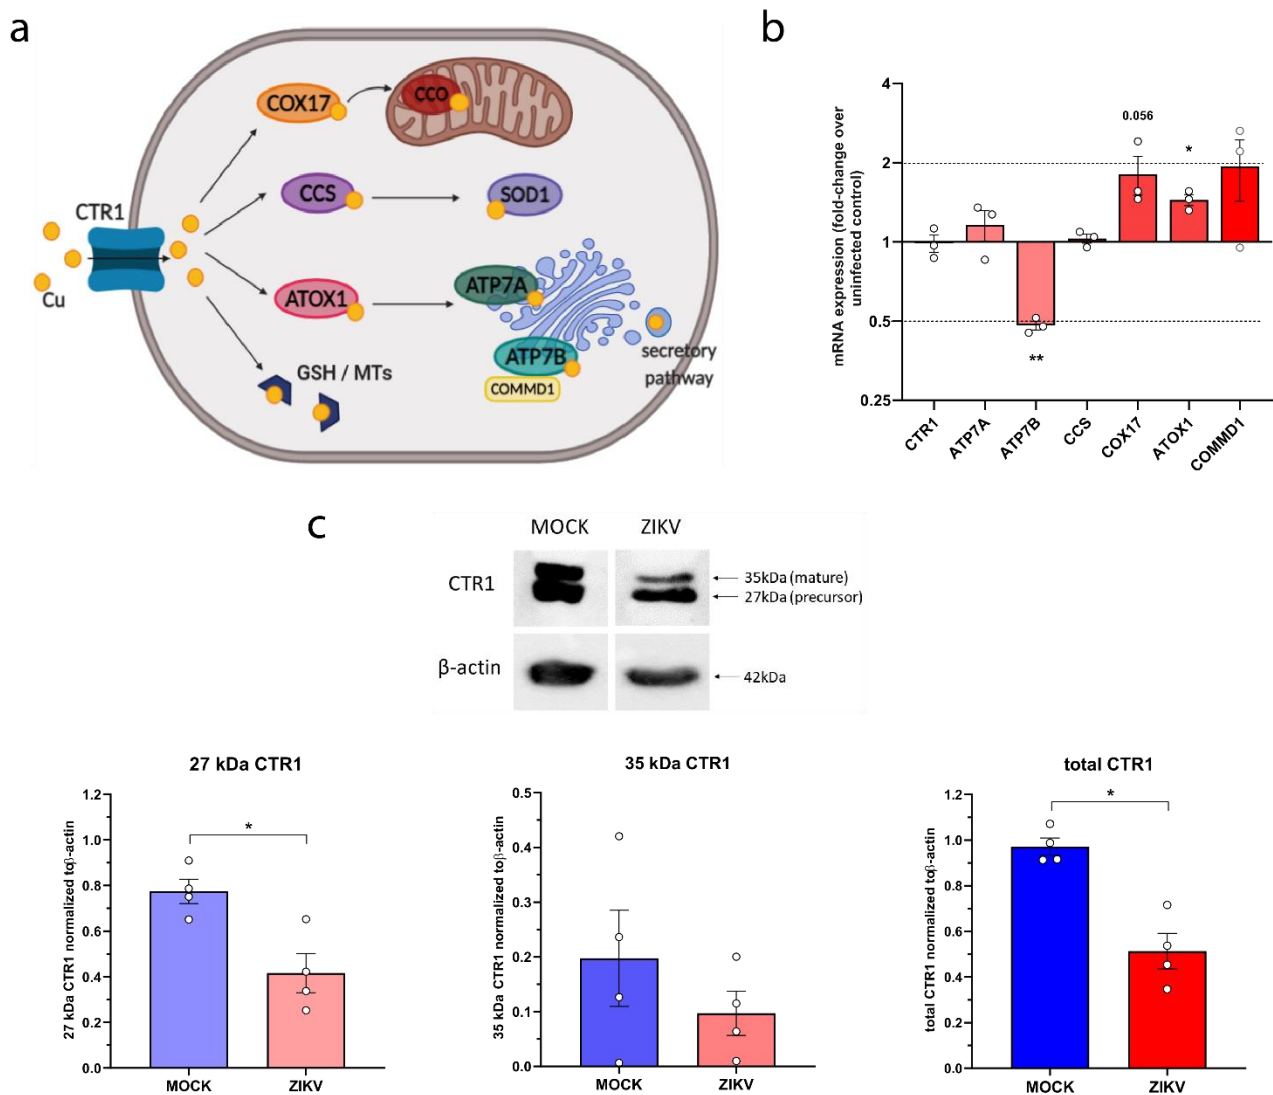 a
COX17
CCO
CCS
SOD1
CTR1
Cu
ATOX1
ATP7A
ATP7B
COMMD1
GSH / MTs
secretory
pathway
b
mRNA expression (fold-change over
uninfected control)
4
2
1
0.5
0.25
0.056
*
**
CTR1
ATP7A
ATP7B
CCS
COX17
ATOX1
COMMD1
c
MOCK ZIKV
CTR1
35kDa (mature)
27kDa (precursor)
β-actin
42kDa
27 kDa CTR1
27 kDa CTR1 normalized toβ-actin
1.2
1.0
0.8
0.6
0.4
0.2
0.0
*
MOCK ZIKV
35 kDa CTR1
35 kDa CTR1 normalized toβ-actin
0.5
0.4
0.3
0.2
0.1
0.0
MOCK ZIKV
total CTR1
total CTR1 normalized toβ-actin
1.2
1.0
0.8
0.6
0.4
0.2
0.0
*
MOCK ZIKV